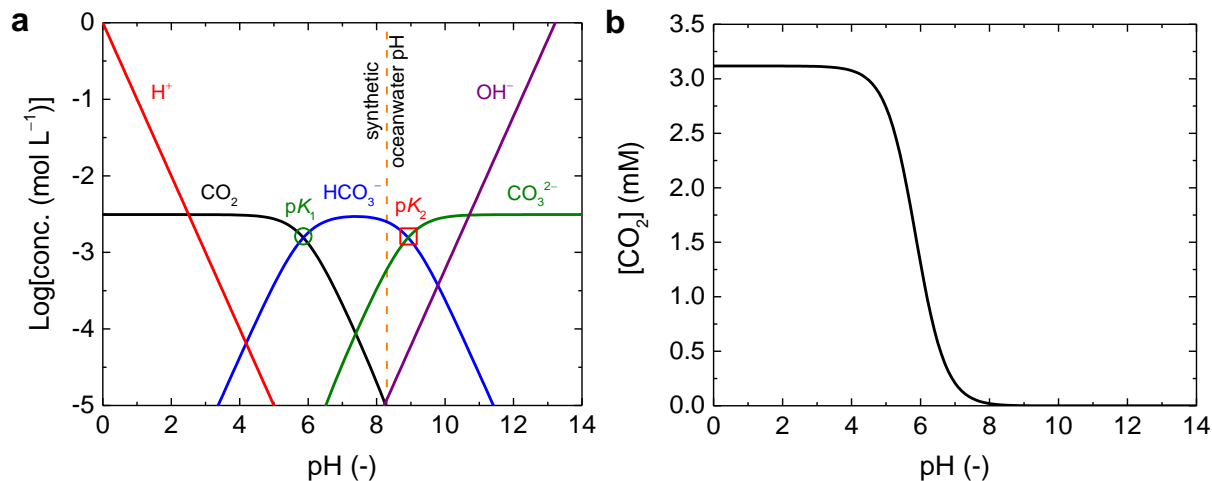 a
Log[conc. (mol L⁻¹)]
0
-1
-2
-3
-4
-5
H⁺
CO₂
pK₁
HCO₃⁻
pK₂
CO₃²⁻
OH⁻
synthetic
oceanwater pH
0 2 4 6 8 10 12 14
pH (-)
b
[CO₂] (mM)
3.5
3.0
2.5
2.0
1.5
1.0
0.5
0.0
0 2 4 6 8 10 12 14
pH (-)